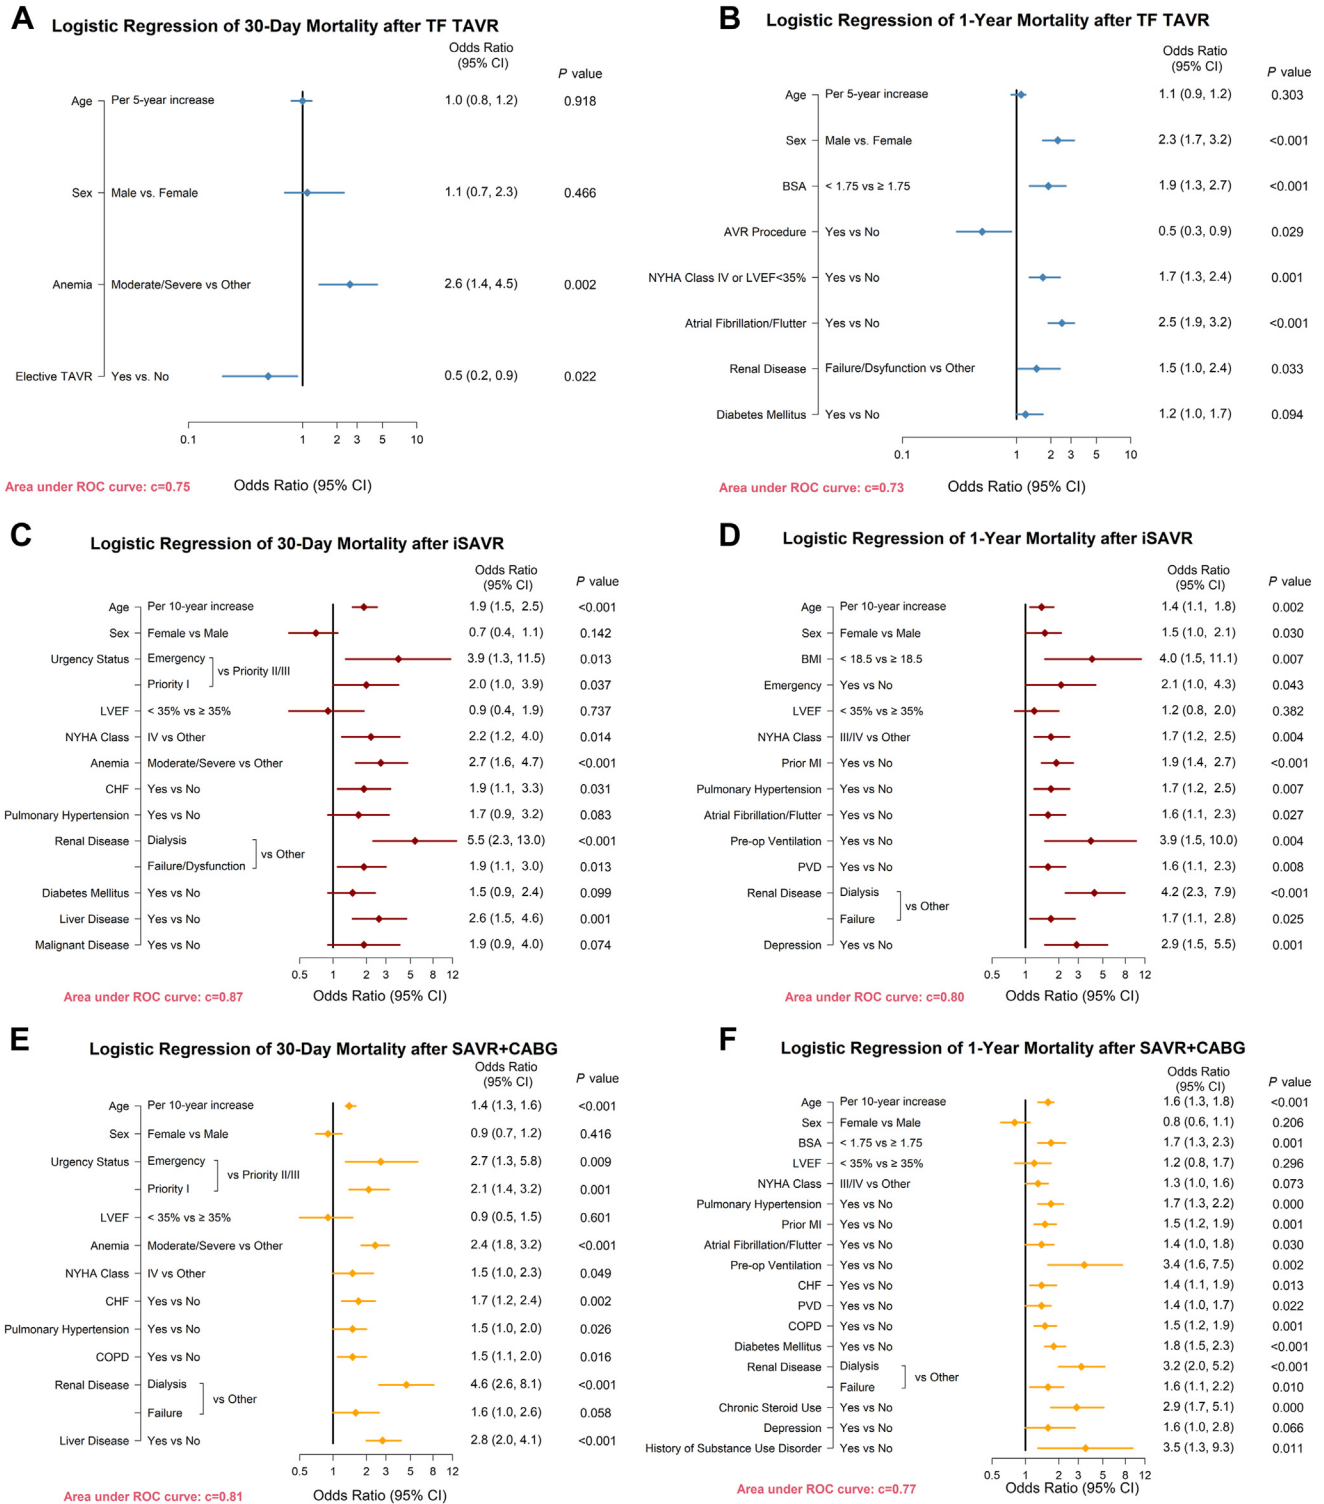 A
Logistic Regression of 30-Day Mortality after TF TAVR
Odds Ratio
(95% CI)
P value
Age Per 5-year increase 1.0 (0.8, 1.2) 0.918
Sex Male vs. Female 1.1 (0.7, 2.3) 0.466
Anemia Moderate/Severe vs Other 2.6 (1.4, 4.5) 0.002
Elective TAVR Yes vs. No 0.5 (0.2, 0.9) 0.022
0.1 1 2 3 5 10
Area under ROC curve: c=0.75 Odds Ratio (95% CI)
B
Logistic Regression of 1-Year Mortality after TF TAVR
Odds Ratio
(95% CI)
P value
Age Per 5-year increase 1.1 (0.9, 1.2) 0.303
Sex Male vs. Female 2.3 (1.7, 3.2) <0.001
BSA < 1.75 vs ≥ 1.75 1.9 (1.3, 2.7) <0.001
AVR Procedure Yes vs No 0.5 (0.3, 0.9) 0.029
NYHA Class IV or LVEF<35% Yes vs No 1.7 (1.3, 2.4) 0.001
Atrial Fibrillation/Flutter Yes vs No 2.5 (1.9, 3.2) <0.001
Renal Disease Failure/Dsyfunction vs Other 1.5 (1.0, 2.4) 0.033
Diabetes Mellitus Yes vs No 1.2 (1.0, 1.7) 0.094
0.1 1 2 3 5 10
Area under ROC curve: c=0.73 Odds Ratio (95% CI)
C
Logistic Regression of 30-Day Mortality after iSAVR
Odds Ratio
(95% CI)
P value
Age Per 10-year increase 1.9 (1.5, 2.5) <0.001
Sex Female vs Male 0.7 (0.4, 1.1) 0.142
Urgency Status Emergency 3.9 (1.3, 11.5) 0.013
vs Priority II/III
Priority I 2.0 (1.0, 3.9) 0.037
LVEF < 35% vs ≥ 35% 0.9 (0.4, 1.9) 0.737
NYHA Class IV vs Other 2.2 (1.2, 4.0) 0.014
Anemia Moderate/Severe vs Other 2.7 (1.6, 4.7) <0.001
CHF Yes vs No 1.9 (1.1, 3.3) 0.031
Pulmonary Hypertension Yes vs No 1.7 (0.9, 3.2) 0.083
Renal Disease Dialysis 5.5 (2.3, 13.0) <0.001
vs Other
Failure/Dysfunction 1.9 (1.1, 3.0) 0.013
Diabetes Mellitus Yes vs No 1.5 (0.9, 2.4) 0.099
Liver Disease Yes vs No 2.6 (1.5, 4.6) 0.001
Malignant Disease Yes vs No 1.9 (0.9, 4.0) 0.074
0.5 1 2 3 5 8 12
Area under ROC curve: c=0.87 Odds Ratio (95% CI)
D
Logistic Regression of 1-Year Mortality after iSAVR
Odds Ratio
(95% CI)
P value
Age Per 10-year increase 1.4 (1.1, 1.8) 0.002
Sex Female vs Male 1.5 (1.0, 2.1) 0.030
BMI < 18.5 vs ≥ 18.5 4.0 (1.5, 11.1) 0.007
Emergency Yes vs No 2.1 (1.0, 4.3) 0.043
LVEF < 35% vs ≥ 35% 1.2 (0.8, 2.0) 0.382
NYHA Class III/IV vs Other 1.7 (1.2, 2.5) 0.004
Prior MI Yes vs No 1.9 (1.4, 2.7) <0.001
Pulmonary Hypertension Yes vs No 1.7 (1.2, 2.5) 0.007
Atrial Fibrillation/Flutter Yes vs No 1.6 (1.1, 2.3) 0.027
Pre-op Ventilation Yes vs No 3.9 (1.5, 10.0) 0.004
PVD Yes vs No 1.6 (1.1, 2.3) 0.008
Renal Disease Dialysis 4.2 (2.3, 7.9) <0.001
vs Other
Failure 1.7 (1.1, 2.8) 0.025
Depression Yes vs No 2.9 (1.5, 5.5) 0.001
0.5 1 2 3 5 8 12
Area under ROC curve: c=0.80 Odds Ratio (95% CI)
E
Logistic Regression of 30-Day Mortality after SAVR+CABG
Odds Ratio
(95% CI)
P value
Age Per 10-year increase 1.4 (1.3, 1.6) <0.001
Sex Female vs Male 0.9 (0.7, 1.2) 0.416
Urgency Status Emergency 2.7 (1.3, 5.8) 0.009
vs Priority II/III
Priority I 2.1 (1.4, 3.2) 0.001
LVEF < 35% vs ≥ 35% 0.9 (0.5, 1.5) 0.601
Anemia Moderate/Severe vs Other 2.4 (1.8, 3.2) <0.001
NYHA Class IV vs Other 1.5 (1.0, 2.3) 0.049
CHF Yes vs No 1.7 (1.2, 2.4) 0.002
Pulmonary Hypertension Yes vs No 1.5 (1.0, 2.0) 0.026
COPD Yes vs No 1.5 (1.1, 2.0) 0.016
Renal Disease Dialysis 4.6 (2.6, 8.1) <0.001
vs Other
Failure 1.6 (1.0, 2.6) 0.058
Liver Disease Yes vs No 2.8 (2.0, 4.1) <0.001
0.5 1 2 3 5 8 12
Area under ROC curve: c=0.81 Odds Ratio (95% CI)
F
Logistic Regression of 1-Year Mortality after SAVR+CABG
Odds Ratio
(95% CI)
P value
Age Per 10-year increase 1.6 (1.3, 1.8) <0.001
Sex Female vs Male 0.8 (0.6, 1.1) 0.206
BSA < 1.75 vs ≥ 1.75 1.7 (1.3, 2.3) 0.001
LVEF < 35% vs ≥ 35% 1.2 (0.8, 1.7) 0.296
NYHA Class III/IV vs Other 1.3 (1.0, 1.6) 0.073
Pulmonary Hypertension Yes vs No 1.7 (1.3, 2.2) 0.000
Prior MI Yes vs No 1.5 (1.2, 1.9) 0.001
Atrial Fibrillation/Flutter Yes vs No 1.4 (1.0, 1.8) 0.030
Pre-op Ventilation Yes vs No 3.4 (1.6, 7.5) 0.002
CHF Yes vs No 1.4 (1.1, 1.9) 0.013
PVD Yes vs No 1.4 (1.0, 1.7) 0.022
COPD Yes vs No 1.5 (1.2, 1.9) 0.001
Diabetes Mellitus Yes vs No 1.8 (1.5, 2.3) <0.001
Renal Disease Dialysis 3.2 (2.0, 5.2) <0.001
vs Other
Failure 1.6 (1.1, 2.2) 0.010
Chronic Steroid Use Yes vs No 2.9 (1.7, 5.1) 0.000
Depression Yes vs No 1.6 (1.0, 2.8) 0.066
History of Substance Use Disorder Yes vs No 3.5 (1.3, 9.3) 0.011
0.5 1 2 3 5 8 12
Area under ROC curve: c=0.77 Odds Ratio (95% CI)